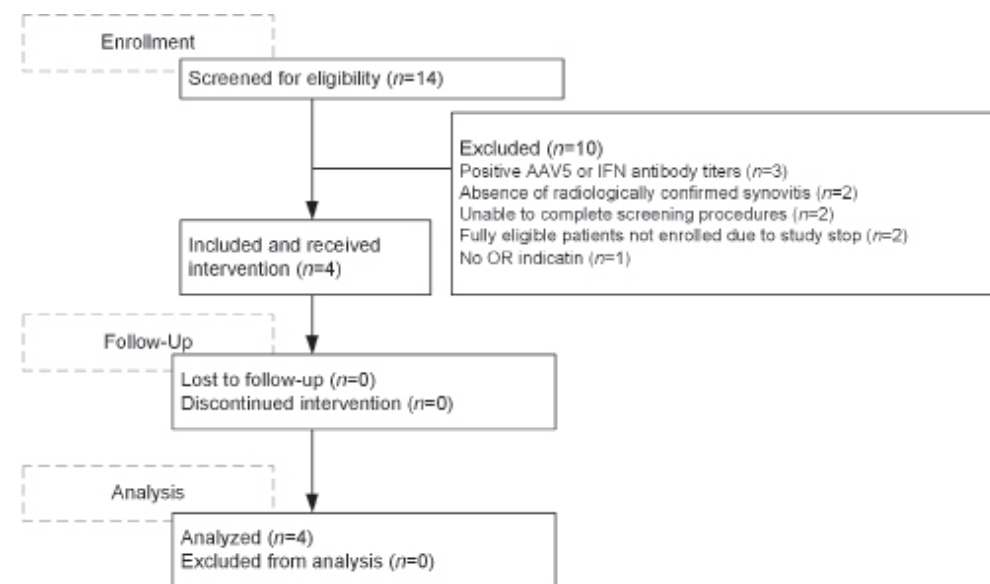 Enrollment
Screened for eligibility (n=14)
Excluded (n=10)
Positive AAV5 or IFN antibody titers (n=3)
Absence of radiologically confirmed synovitis (n=2)
Unable to complete screening procedures (n=2)
Fully eligible patients not enrolled due to study stop (n=2)
No OR indicatin (n=1)
Included and received
intervention (n=4)
Follow-Up
Lost to follow-up (n=0)
Discontinued intervention (n=0)
Analysis
Analyzed (n=4)
Excluded from analysis (n=0)